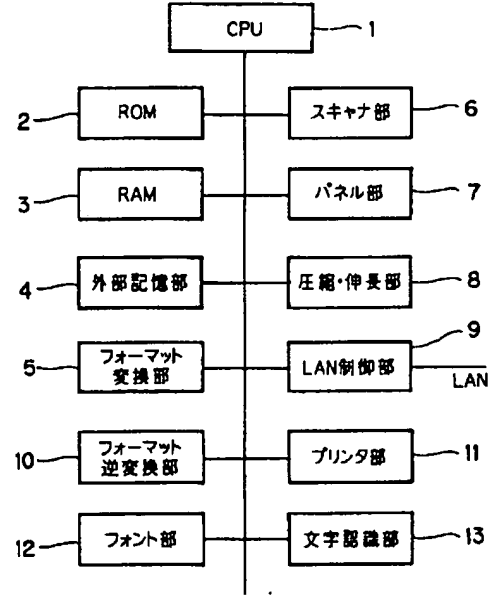 CPU 1
2 ROM スキャナ部 6
3 RAM パネル部 7
4 外部記憶部 圧縮・伸長部 8
5 フォーマット
変換部 LAN制御部 9
LAN
10 フォーマット
逆変換部 プリンタ部 11
12 フォント部 文字認識部 13